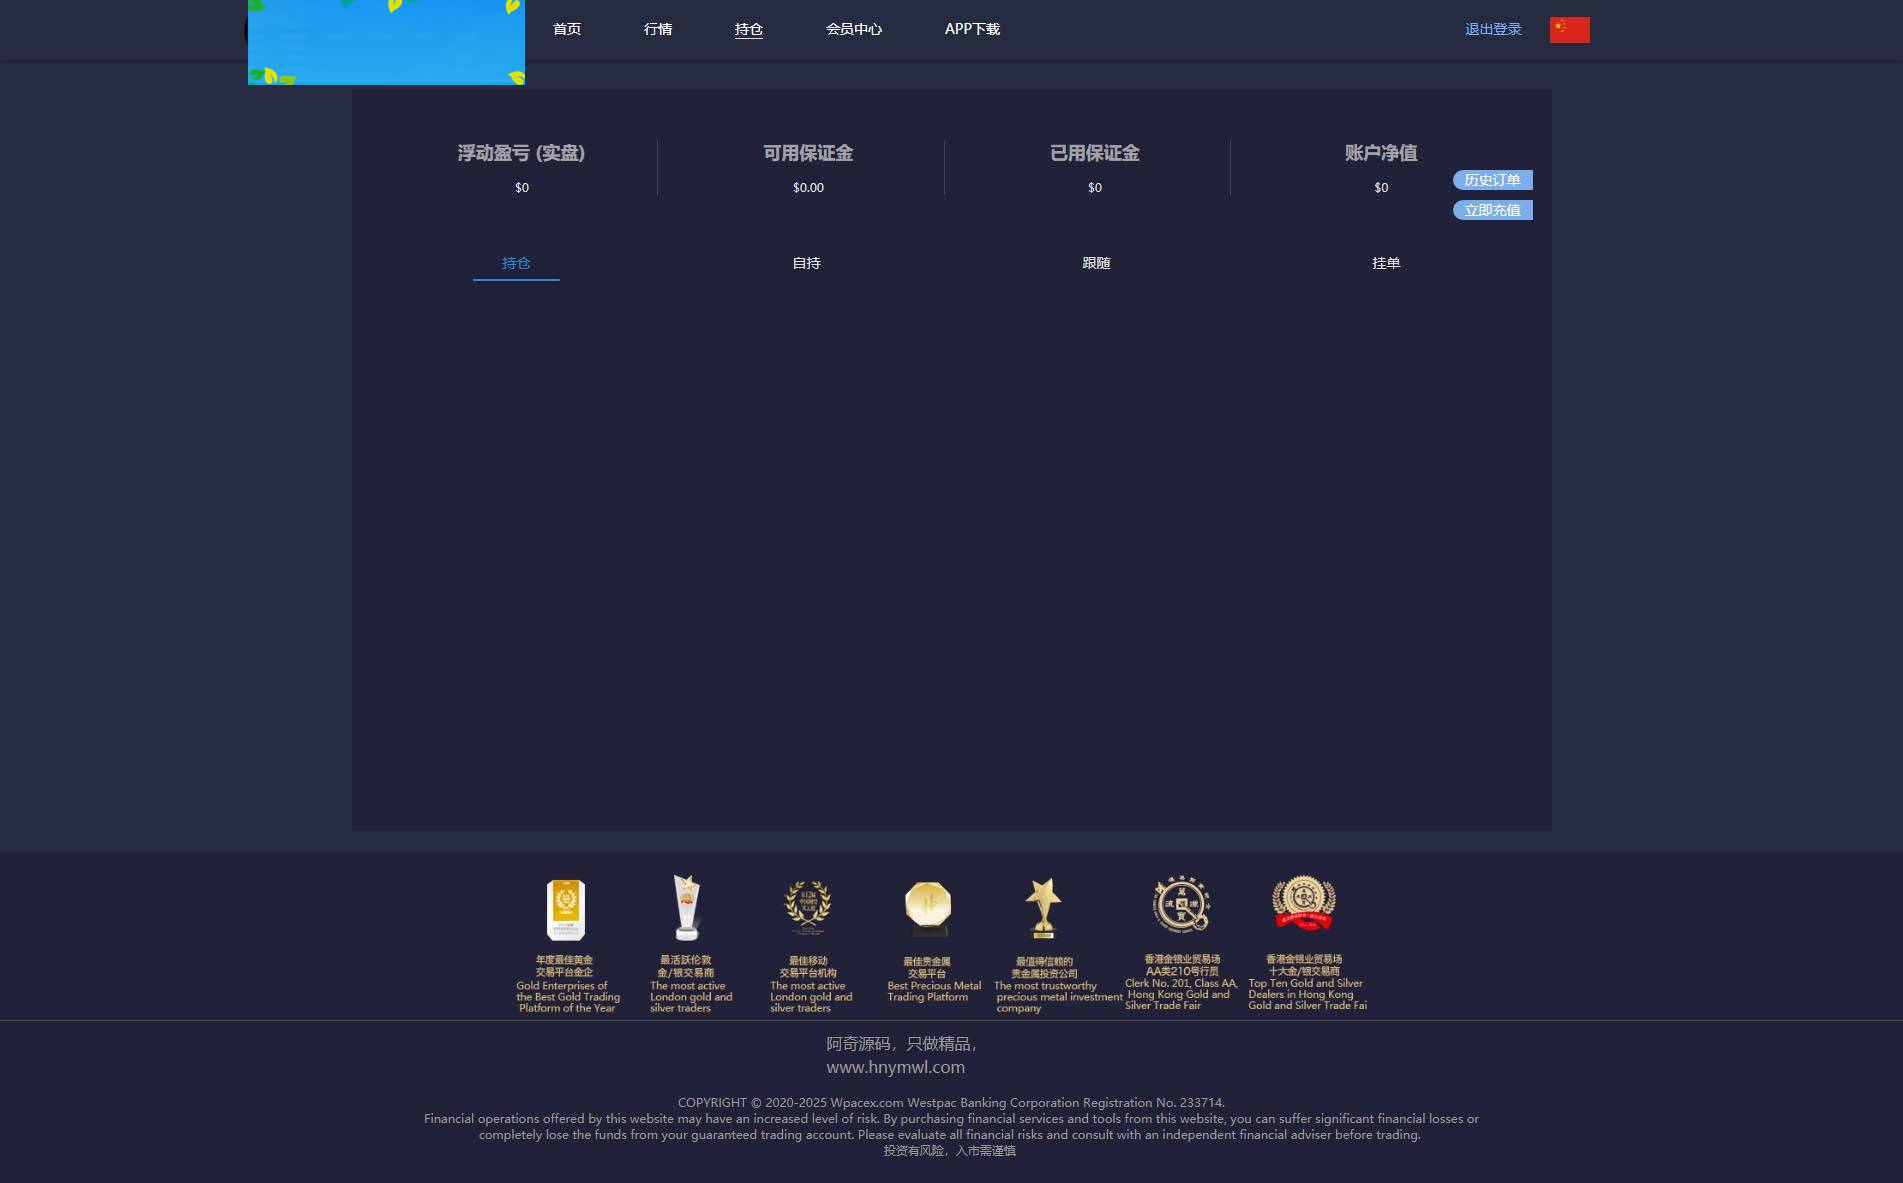 首页
行情
持仓
会员中心
APP下载
退出登录
浮动盈亏 (实盘)
可用保证金
已用保证金
账户净值
$0
$0.00
$0
$0
历史订单
立即充值
持仓
自持
跟随
挂单
年度最佳黄金
交易平台金企
Gold Enterprises of
the Best Gold Trading
Platform of the Year
最活跃伦敦
金/银交易商
The most active
London gold and
silver traders
最佳移动
交易平台机构
The most active
London gold and
silver traders
最佳贵金属
交易平台
Best Precious Metal
Trading Platform
最值得信赖的
贵金属投资公司
The most trustworthy
precious metal investment
company
香港金银业贸易场
AA类210号行员
Clerk No. 201, Class AA,
Hong Kong Gold and
Silver Trade Fair
香港金银业贸易场
十大金/银交易商
Top Ten Gold and Silver
Dealers in Hong Kong
Gold and Silver Trade Fai
阿奇源码，只做精品，
www.hnymwl.com
COPYRIGHT © 2020-2025 Wpacex.com Westpac Banking Corporation Registration No. 233714.
Financial operations offered by this website may have an increased level of risk. By purchasing financial services and tools from this website, you can suffer significant financial losses or
completely lose the funds from your guaranteed trading account. Please evaluate all financial risks and consult with an independent financial adviser before trading.
投资有风险，入市需谨慎